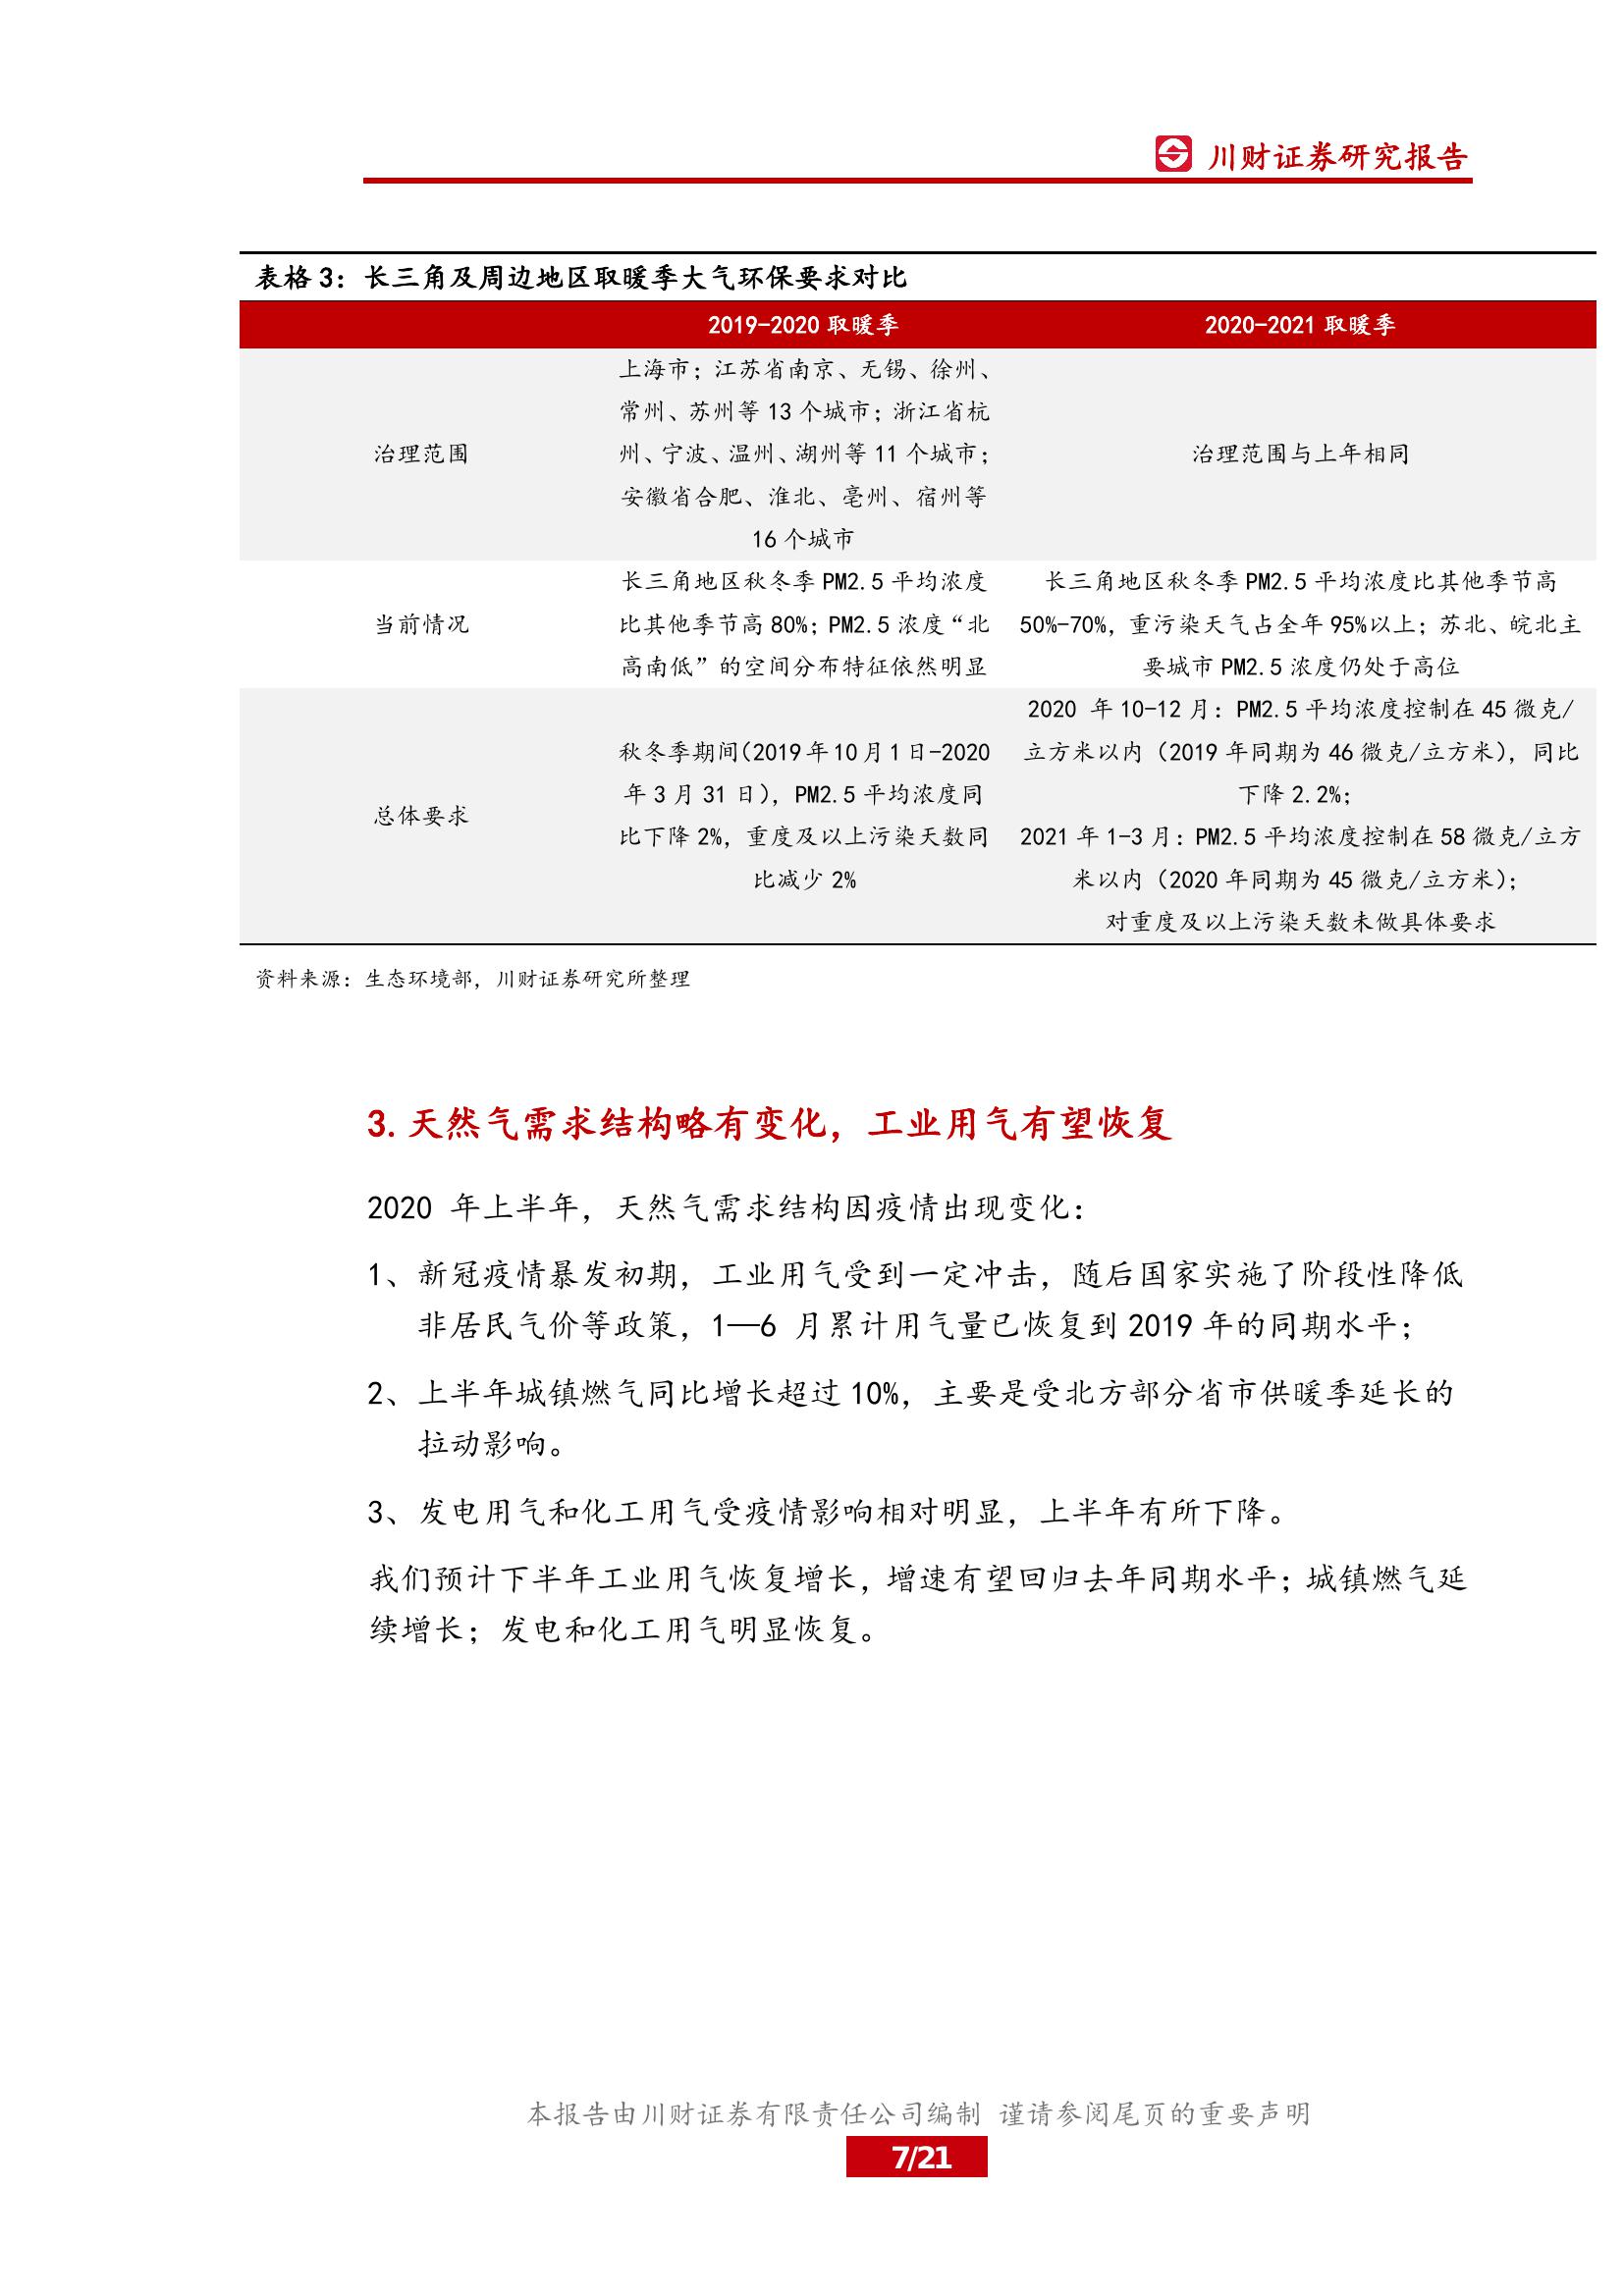 川财证券研究报告
表格 3：长三角及周边地区取暖季大气环保要求对比
2019-2020 取暖季 2020-2021 取暖季
治理范围
上海市；江苏省南京、无锡、徐州、
常州、苏州等 13 个城市；浙江省杭
州、宁波、温州、湖州等 11 个城市；
安徽省合肥、淮北、亳州、宿州等
16 个城市
治理范围与上年相同
当前情况
长三角地区秋冬季 PM2.5 平均浓度
比其他季节高 80%；PM2.5 浓度“北
高南低”的空间分布特征依然明显
长三角地区秋冬季 PM2.5 平均浓度比其他季节高
50%-70%，重污染天气占全年 95%以上；苏北、皖北主
要城市 PM2.5 浓度仍处于高位
总体要求
秋冬季期间（2019 年 10 月 1 日-2020
年 3 月 31 日），PM2.5 平均浓度同
比下降 2%，重度及以上污染天数同
比减少 2%
2020 年 10-12 月：PM2.5 平均浓度控制在 45 微克/
立方米以内（2019 年同期为 46 微克/立方米），同比
下降 2.2%；
2021 年 1-3 月：PM2.5 平均浓度控制在 58 微克/立方
米以内（2020 年同期为 45 微克/立方米）；
对重度及以上污染天数未做具体要求
资料来源：生态环境部，川财证券研究所整理
3.天然气需求结构略有变化，工业用气有望恢复
2020 年上半年，天然气需求结构因疫情出现变化：
1、新冠疫情暴发初期，工业用气受到一定冲击，随后国家实施了阶段性降低
非居民气价等政策，1—6 月累计用气量已恢复到 2019 年的同期水平；
2、上半年城镇燃气同比增长超过 10%，主要是受北方部分省市供暖季延长的
拉动影响。
3、发电用气和化工用气受疫情影响相对明显，上半年有所下降。
我们预计下半年工业用气恢复增长，增速有望回归去年同期水平；城镇燃气延
续增长；发电和化工用气明显恢复。
本报告由川财证券有限责任公司编制 谨请参阅尾页的重要声明
7/21